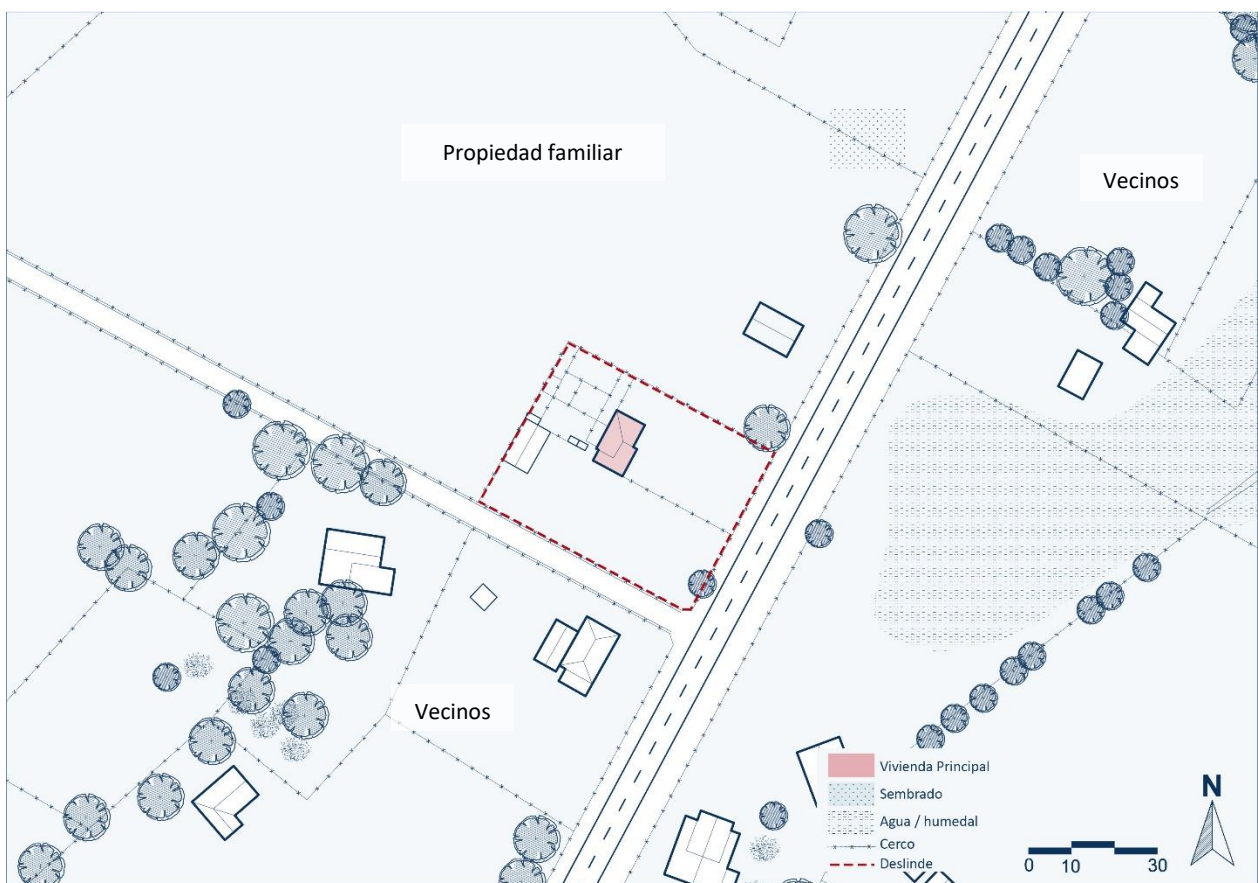 Propiedad familiar
Vecinos
Vecinos
Vivienda Principal
Sembrado
Agua / humedal
Cerco
Deslinde
N
0 10 30